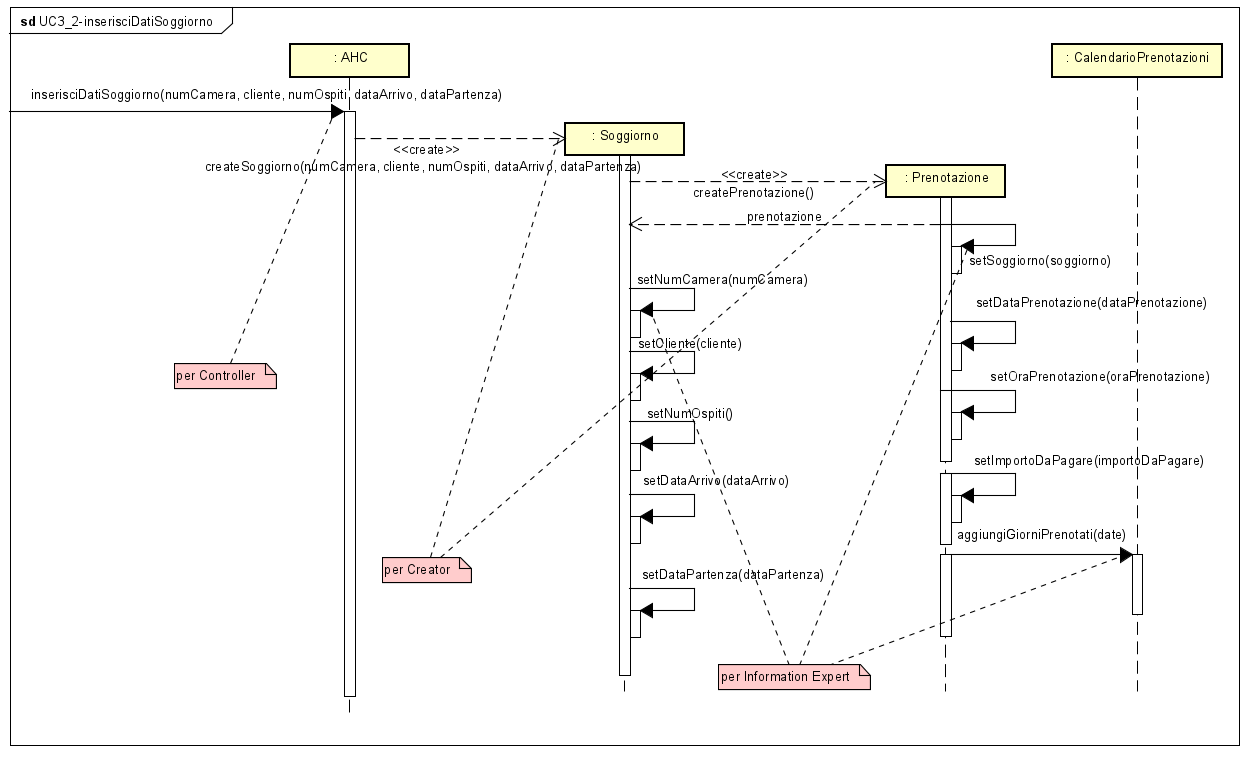 sd UC3_2-inserisciDatiSoggiorno
: AHC
: CalendarioPrenotazioni
inserisciDatiSoggiorno(numCamera, cliente, numOspiti, dataArrivo, dataPartenza)
: Soggiorno
<<create>>
createSoggiorno(numCamera, cliente, numOspiti, dataArrivo, dataPartenza)
<<create>>
: Prenotazione
createPrenotazione()
prenotazione
setSoggiorno(soggiorno)
setNumCamera(numCamera)
setDataPrenotazione(dataPrenotazione)
setCliente(cliente)
per Controller
setOraPrenotazione(oraPrenotazione)
setNumOspiti()
setImportoDaPagare(importoDaPagare)
setDataArrivo(dataArrivo)
aggiungiGiorniPrenotati(date)
per Creator
setDataPartenza(dataPartenza)
per Information Expert